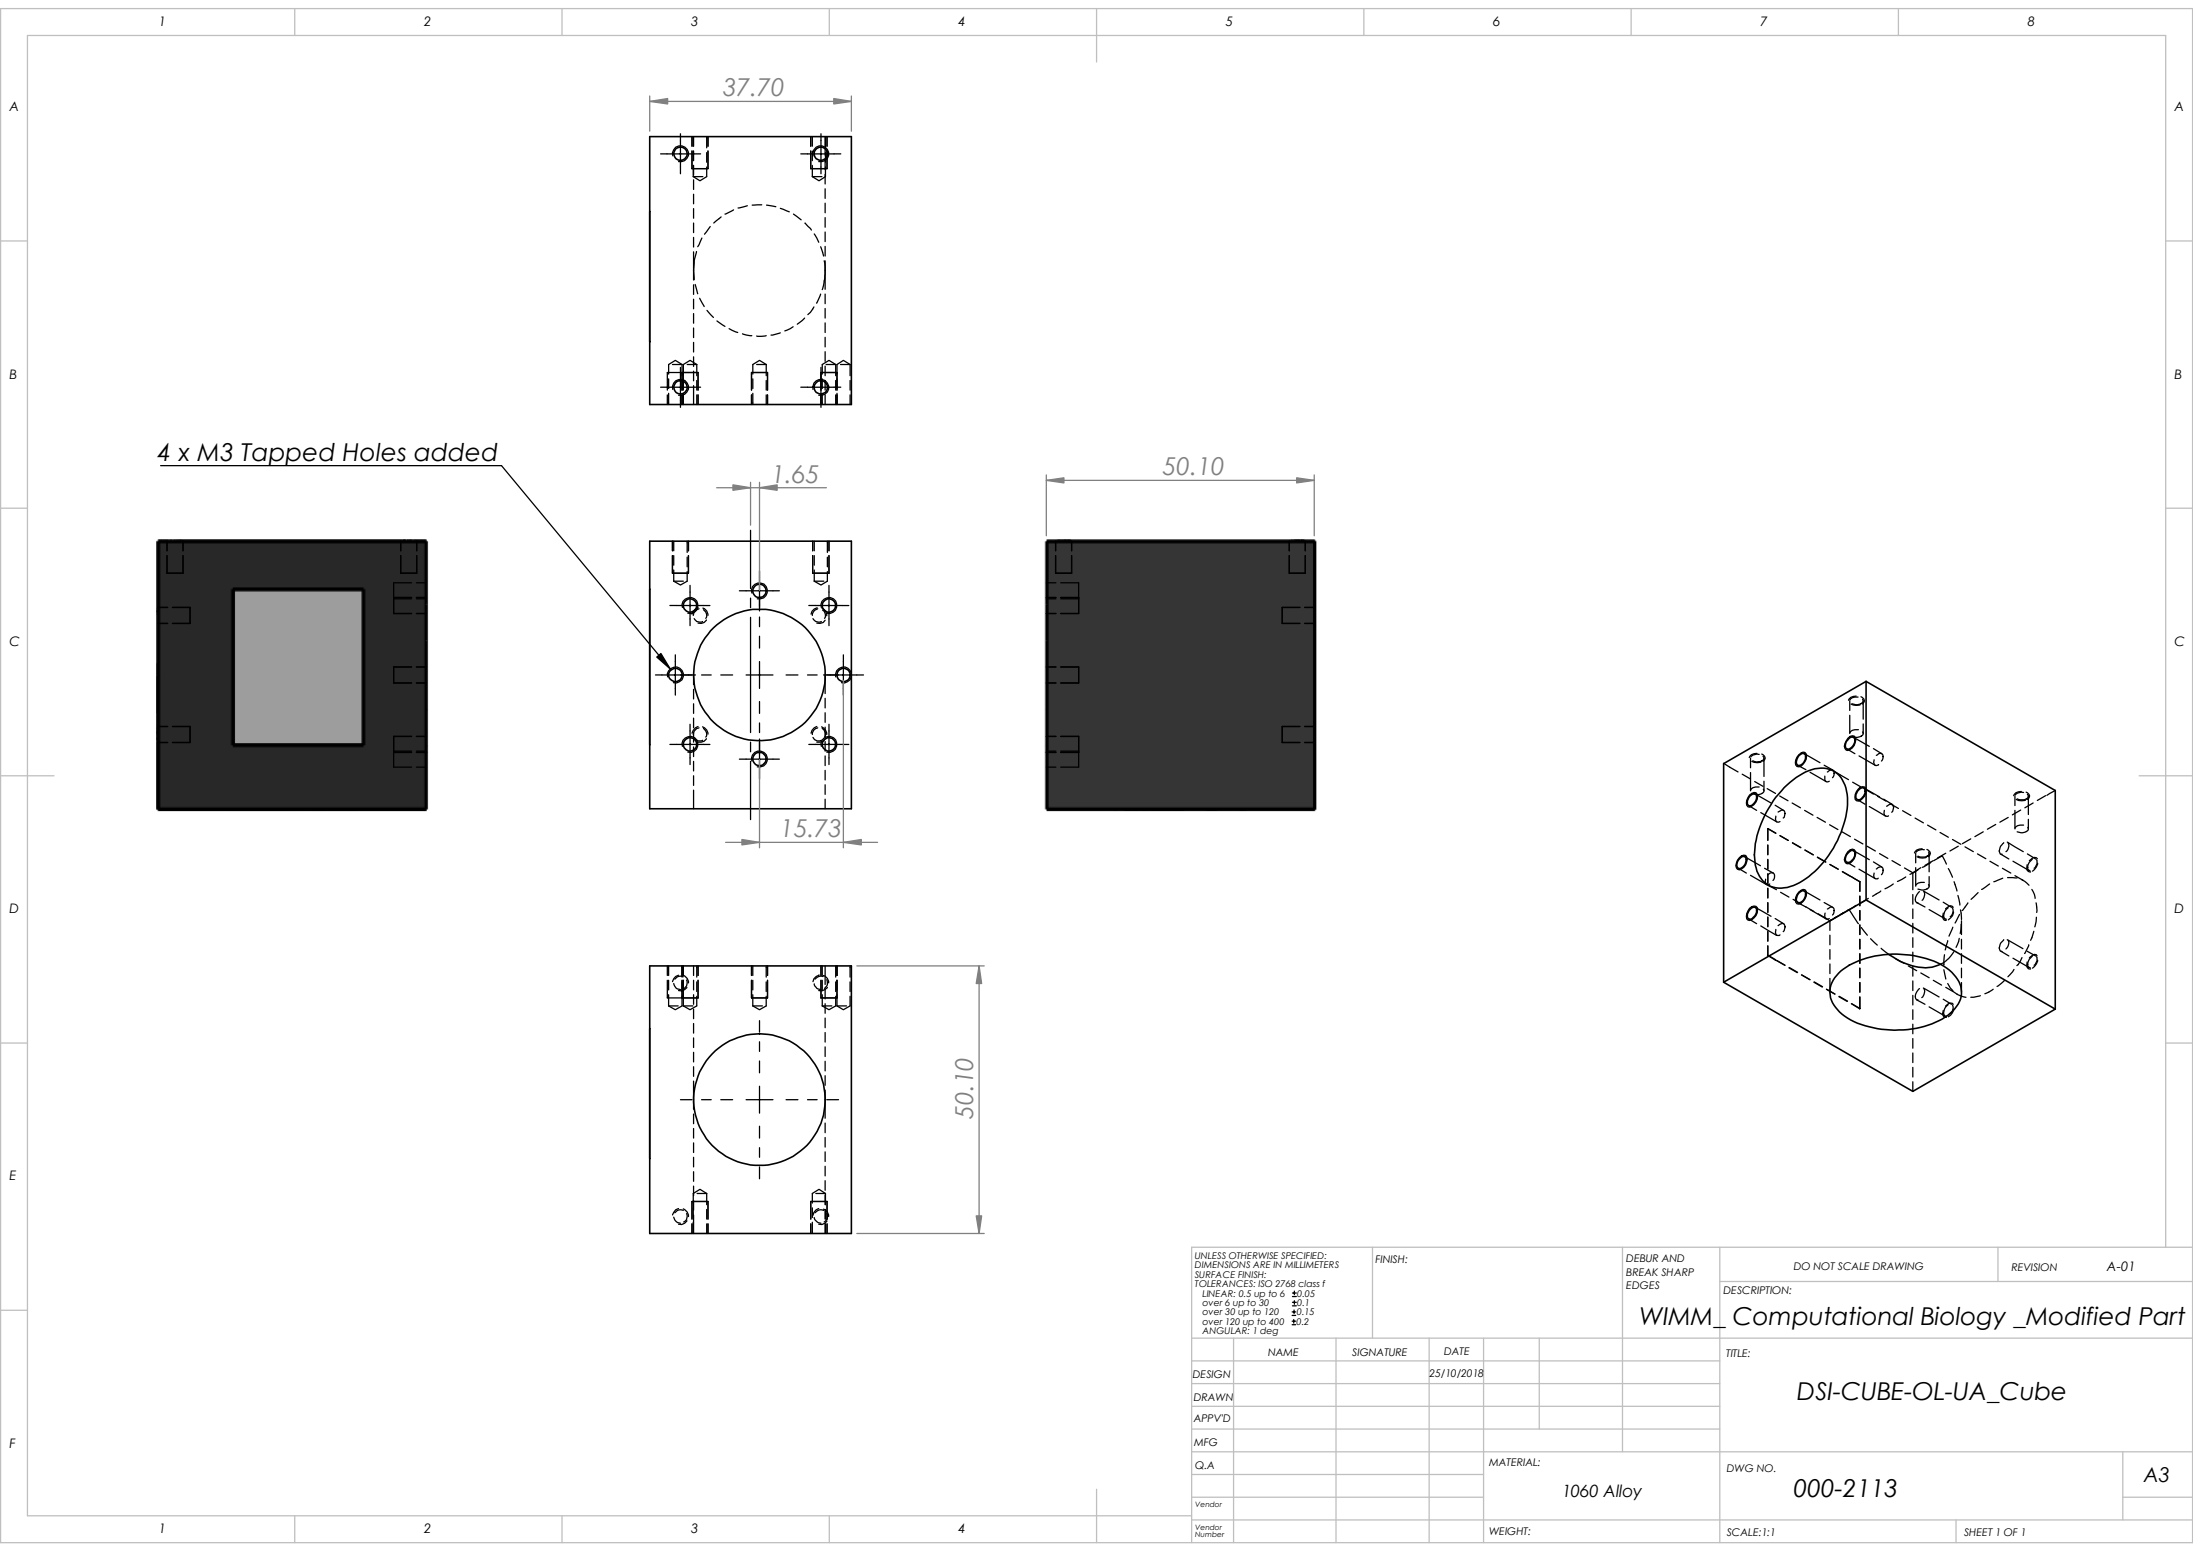 1 2 3 4 5 6 7 8
A A
37.70
B B
4 x M3 Tapped Holes added
1.65
50.10
C C
15.73
D D
50.10
E E
F
UNLESS OTHERWISE SPECIFIED:
DIMENSIONS ARE IN MILLIMETERS
SURFACE FINISH:
TOLERANCES: ISO 2768 class f
LINEAR: 0.5 up to 6 ±0.05
over 6 up to 30 ±0.1
over 30 up to 120 ±0.15
over 120 up to 400 ±0.2
ANGULAR: 1 deg
FINISH:
DEBUR AND
BREAK SHARP
EDGES
DO NOT SCALE DRAWING
REVISION A-01
DESCRIPTION:
WIMM_ Computational Biology _Modified Part
NAME SIGNATURE DATE
TITLE:
DESIGN 25/10/2018
DSI-CUBE-OL-UA_Cube
DRAWN
APPV'D
MFG
Q.A
MATERIAL:
1060 Alloy
DWG NO.
000-2113
A3
Vendor
Vendor
Number
WEIGHT:
SCALE:1:1
SHEET 1 OF 1
1 2 3 4